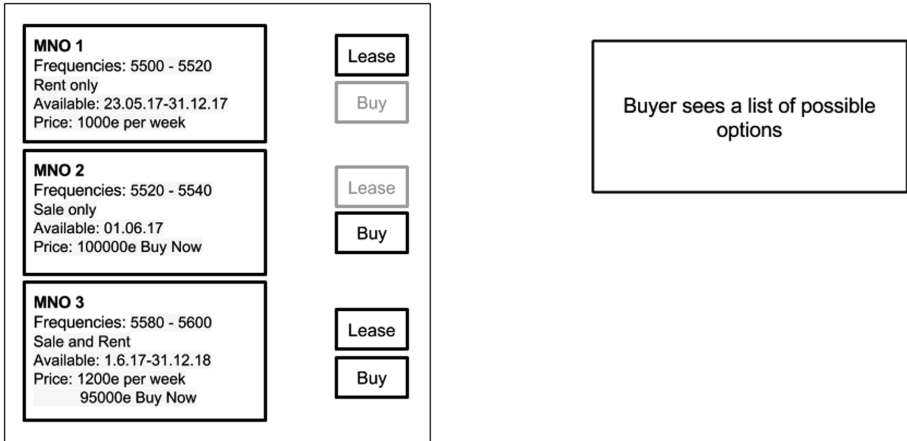 MNO 1
Frequencies: 5500 - 5520
Rent only
Available: 23.05.17-31.12.17
Price: 1000e per week
Lease
Buy
MNO 2
Frequencies: 5520 - 5540
Sale only
Available: 01.06.17
Price: 100000e Buy Now
Lease
Buy
MNO 3
Frequencies: 5580 - 5600
Sale and Rent
Available: 1.6.17-31.12.18
Price: 1200e per week
95000e Buy Now
Lease
Buy
Buyer sees a list of possible
options